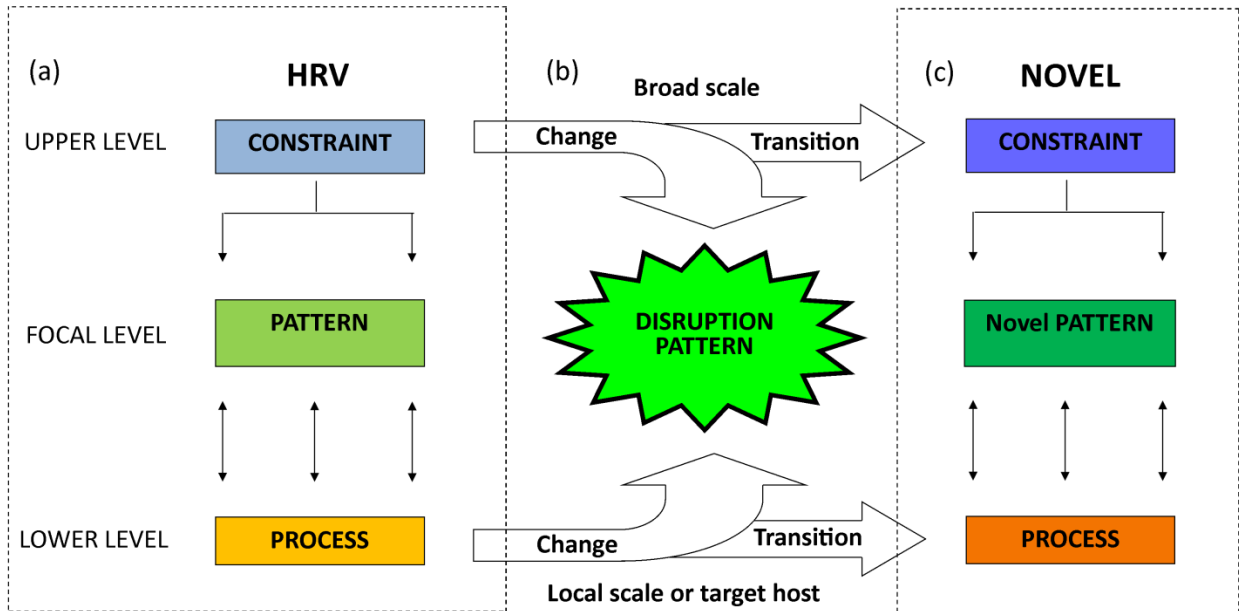 (a)
HRV
(b)
Broad scale
(c)
NOVEL
UPPER LEVEL
CONSTRAINT
Change
Transition
CONSTRAINT
FOCAL LEVEL
PATTERN
DISRUPTION
PATTERN
Novel PATTERN
LOWER LEVEL
PROCESS
Change
Transition
PROCESS
Local scale or target host